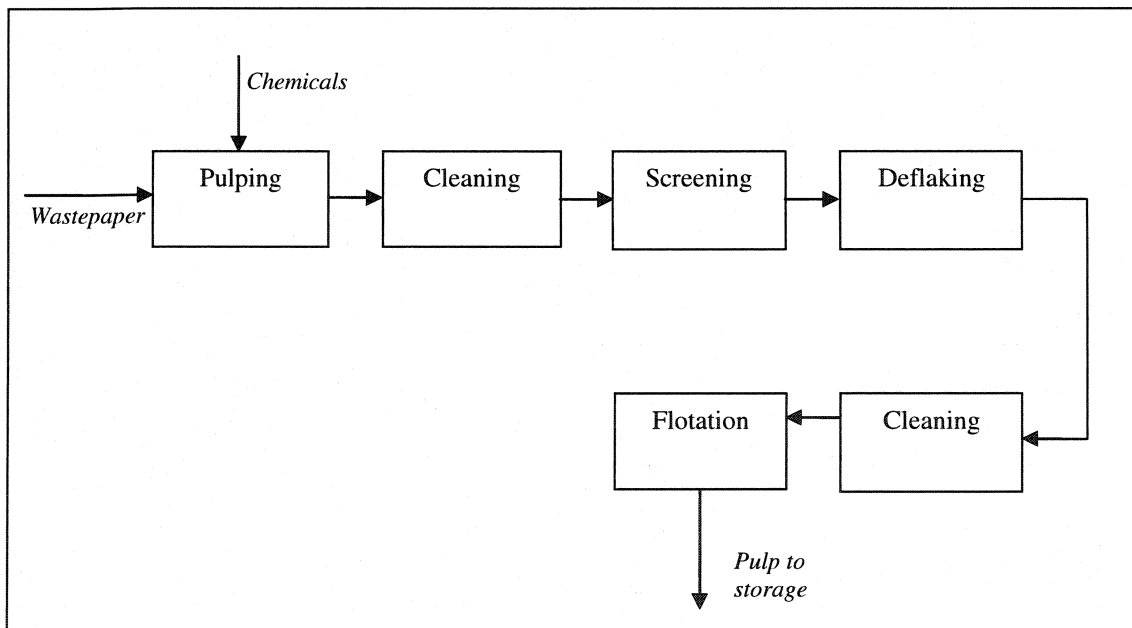 Chemicals
Pulping
Cleaning
Screening
Deflaking
Wastepaper
Flotation
Cleaning
Pulp to
storage